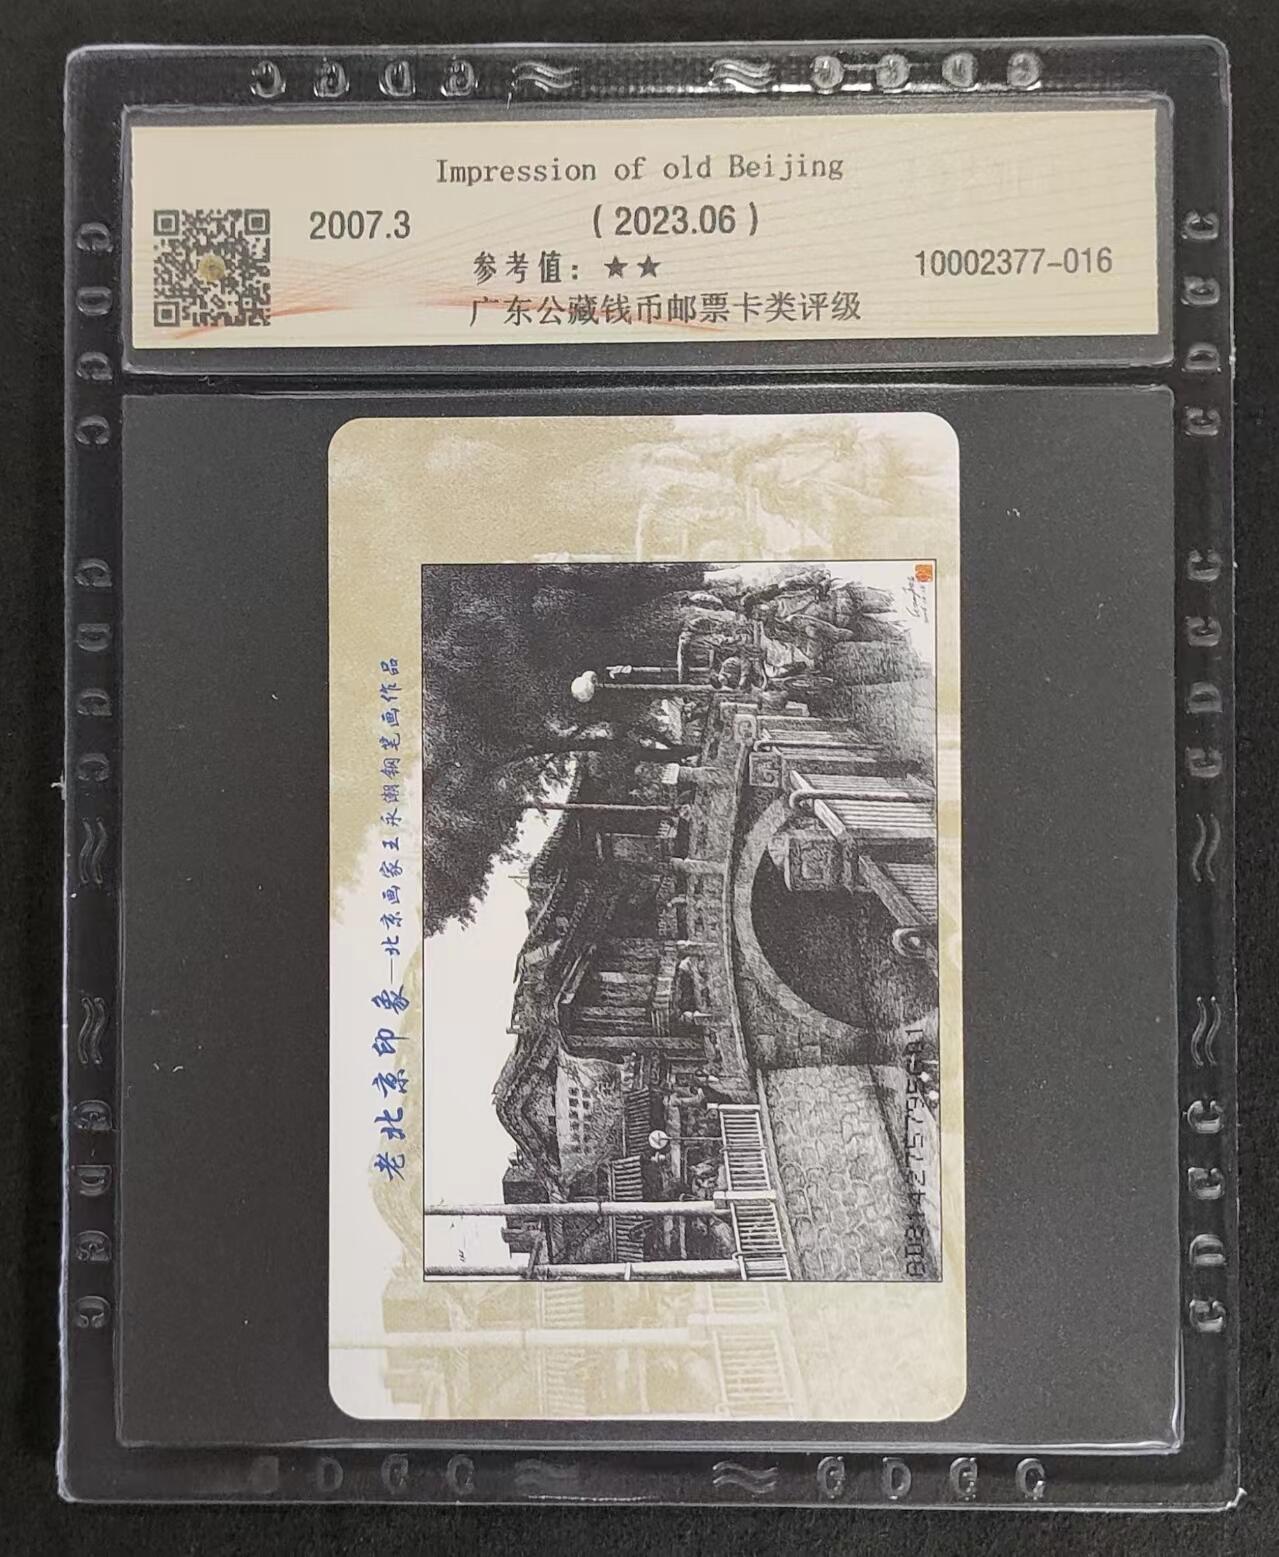 Impression of old Beijing
2007.3
( 2023.06 )
参考值: ★★
10002377-016
广东公藏钱币邮票卡类评级
老北京印象—北京画家王永潮钢笔画作品